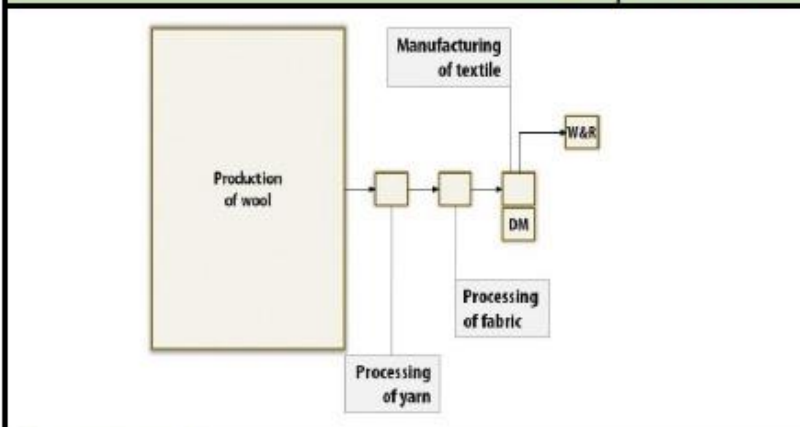 Manufacturing
of textile
W&R
Production
of wool
DM
Processing
of fabric
Processing
of yarn